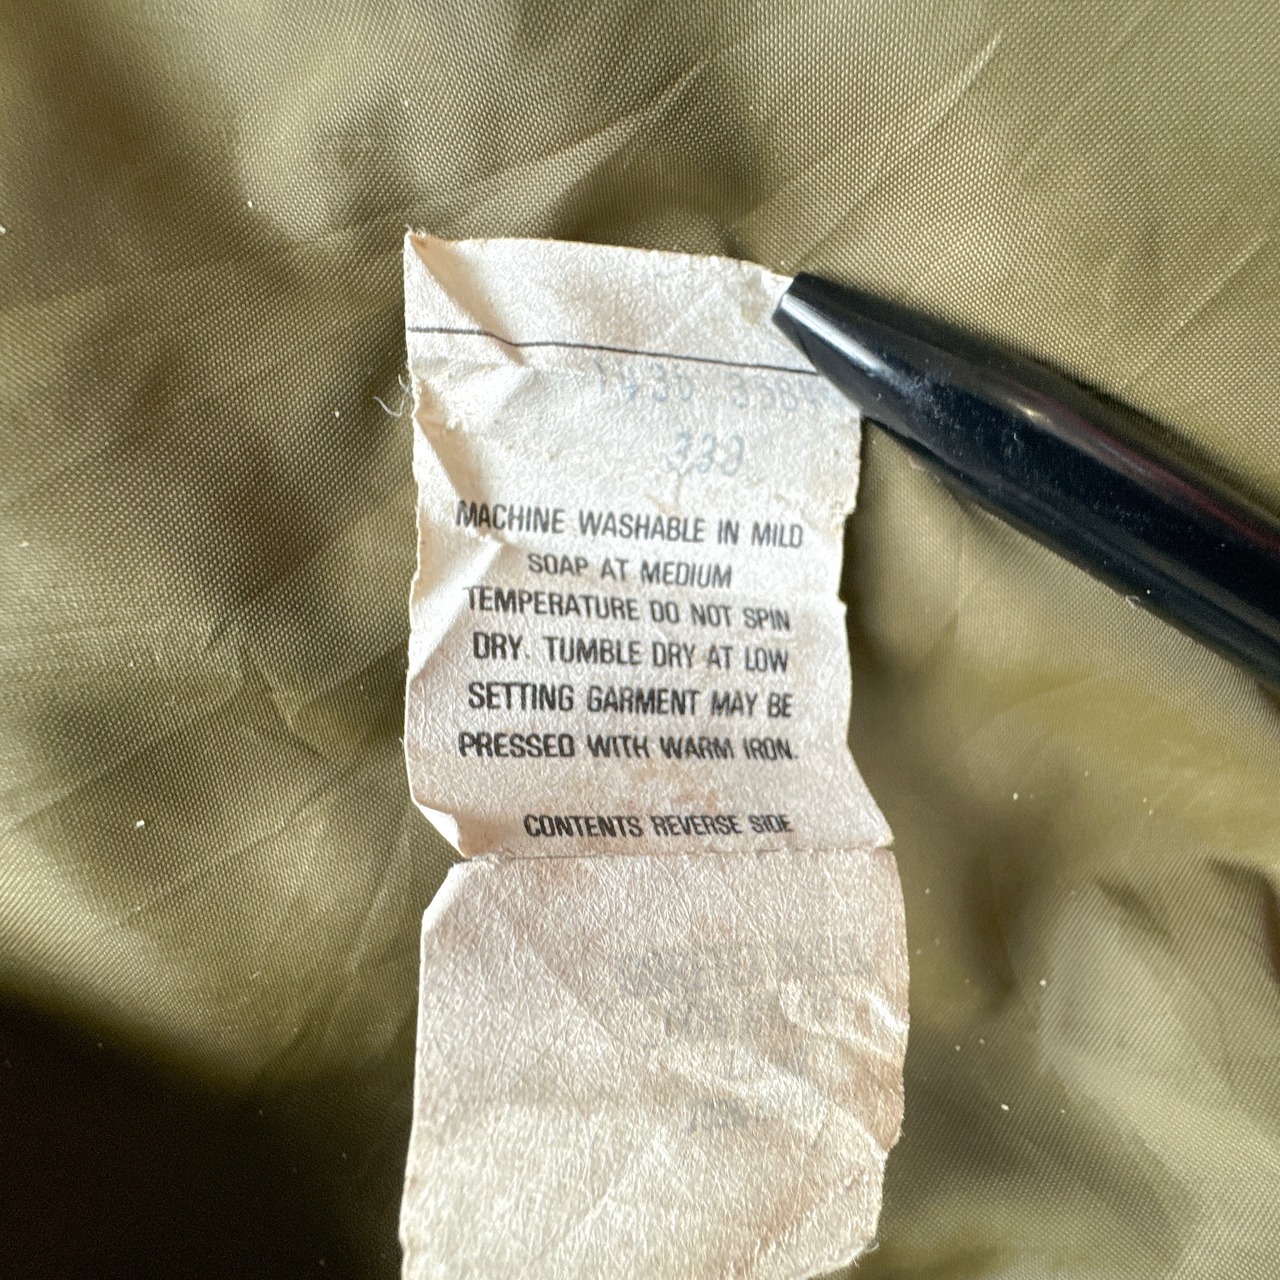 333
MACHINE WASHABLE IN MILD
SOAP AT MEDIUM
TEMPERATURE DO NOT SPIN
DRY. TUMBLE DRY AT LOW
SETTING GARMENT MAY BE
PRESSED WITH WARM IRON.
CONTENTS REVERSE SIDE